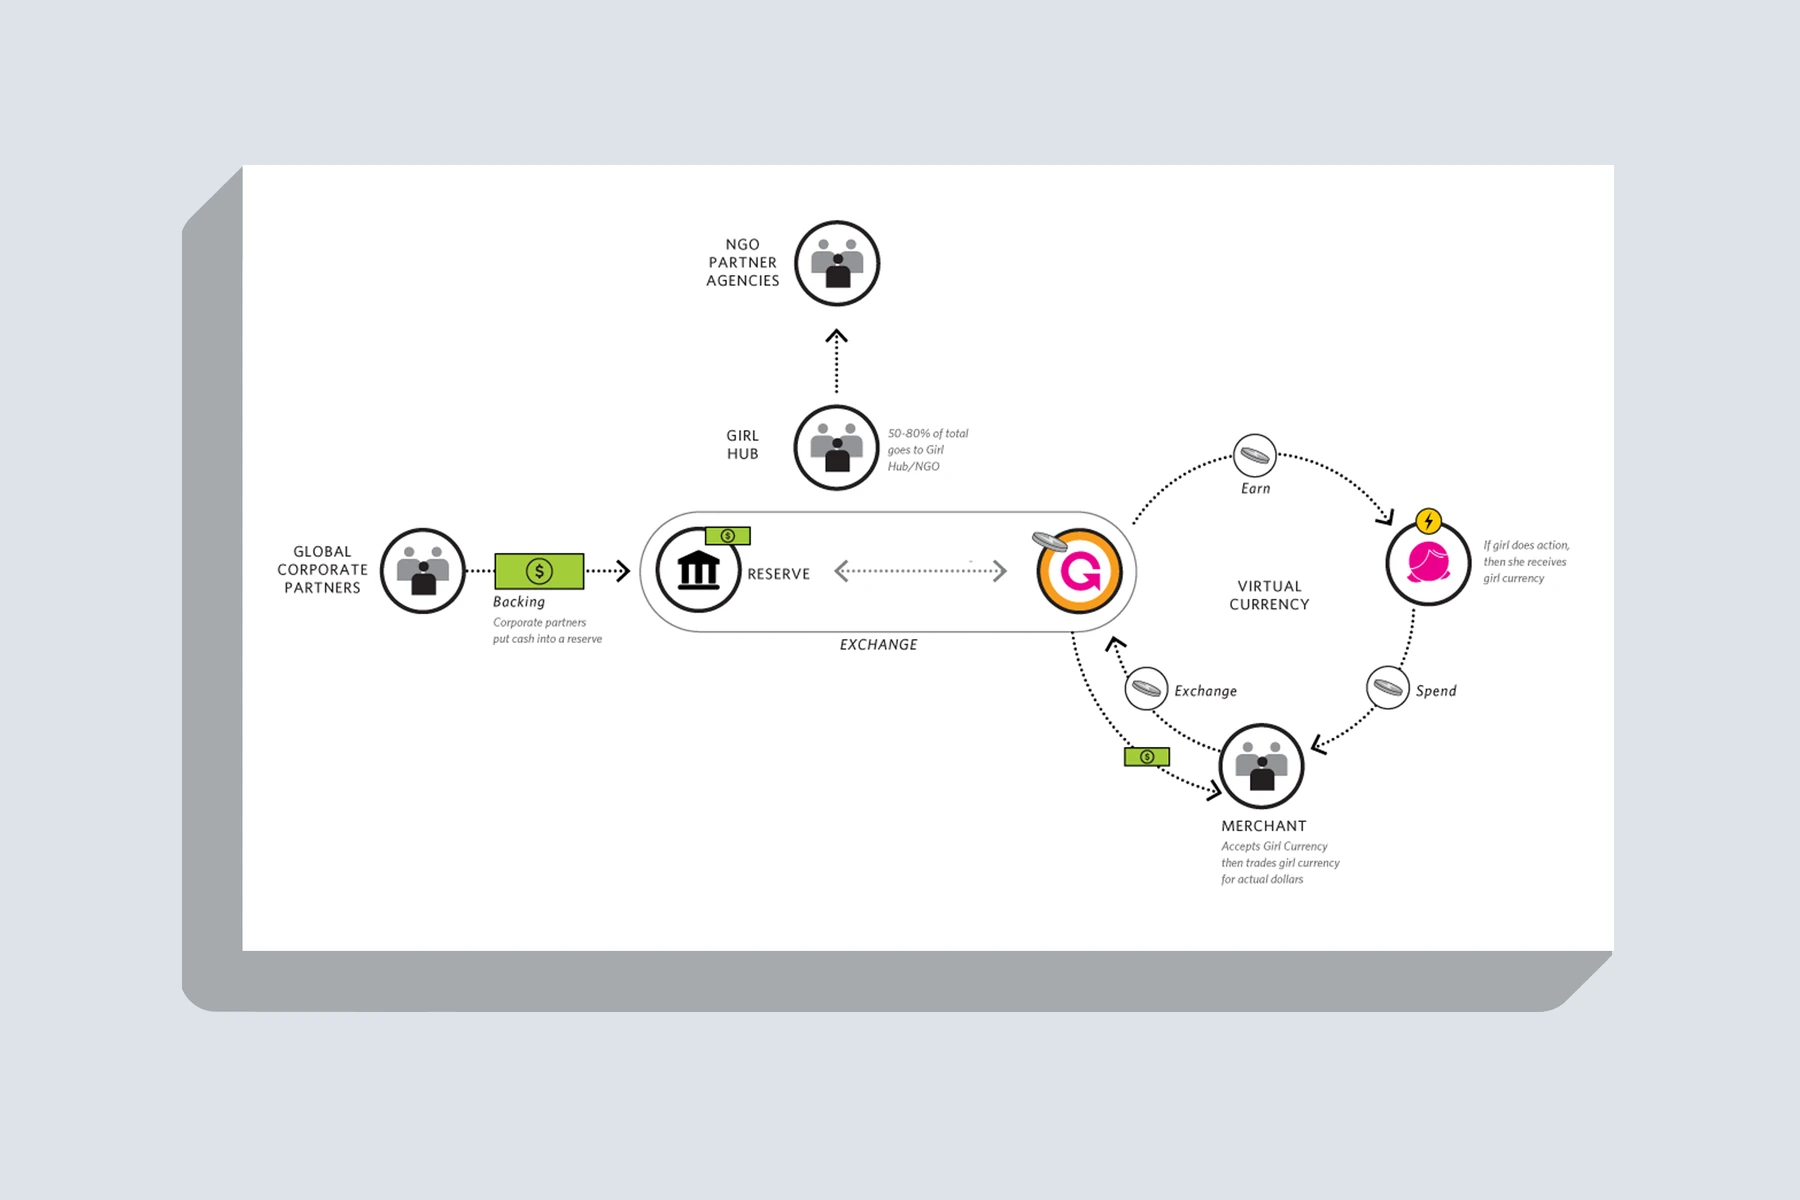 NGO
PARTNER
AGENCIES
GIRL
HUB
50-80% of total
goes to Girl
Hub/NGO
GLOBAL
CORPORATE
PARTNERS
$
Backing
Corporate partners
put cash into a reserve
$
RESERVE
EXCHANGE
G
Earn
If girl does action,
then she receives
girl currency
VIRTUAL
CURRENCY
Exchange
Spend
$
MERCHANT
Accepts Girl Currency
then trades girl currency
for actual dollars